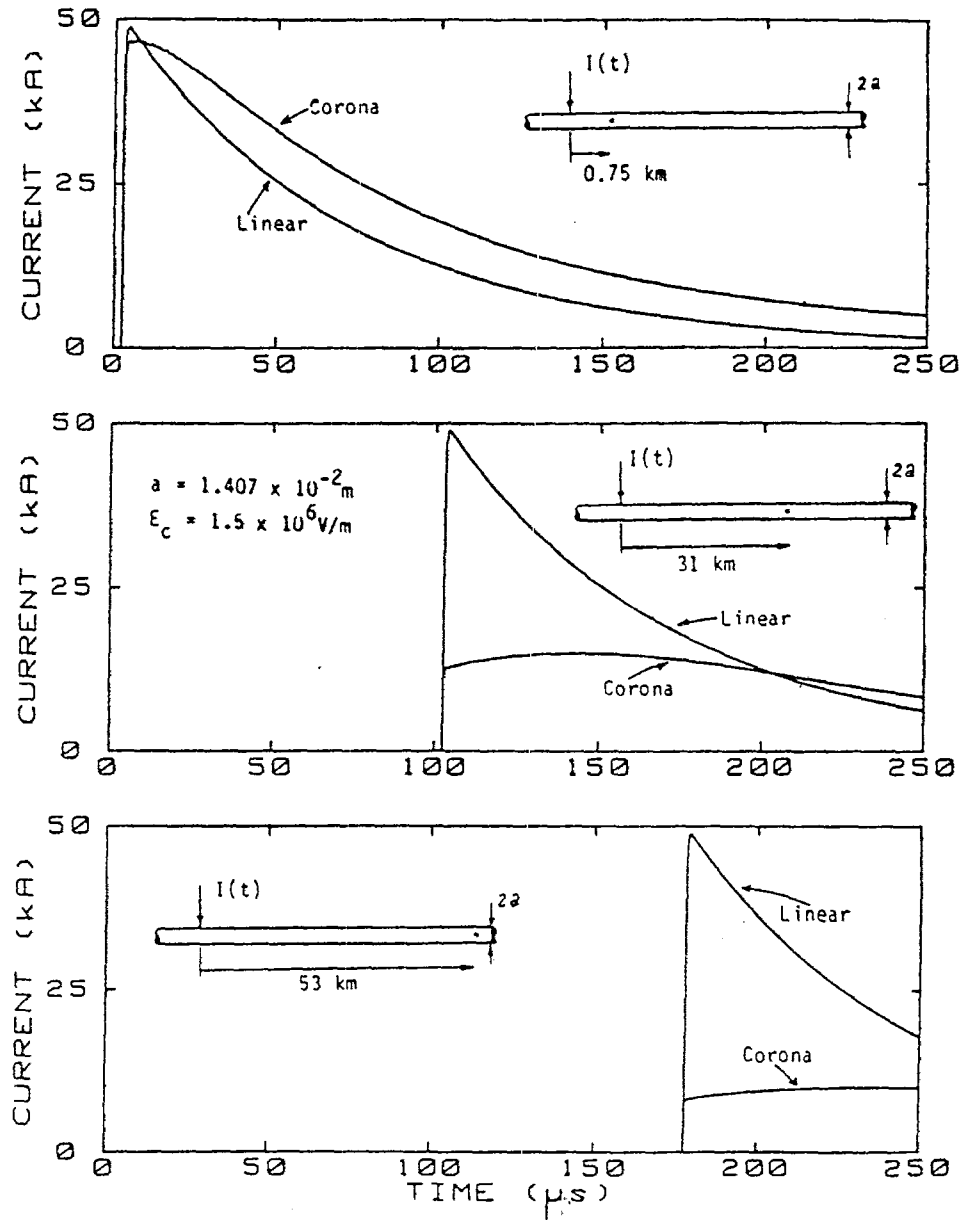 50
25
0
CURRENT (kA)
I(t)
2a
Corona
0.75 km
Linear
0 50 100 150 200 250
50
25
0
CURRENT (kA)
a = 1.407 x 10⁻²m
E_c = 1.5 x 10⁶V/m
I(t)
2a
31 km
Linear
Corona
0 50 100 150 200 250
50
25
0
CURRENT (kA)
I(t)
2a
53 km
Linear
Corona
0 50 100 150 200 250
TIME (μs)